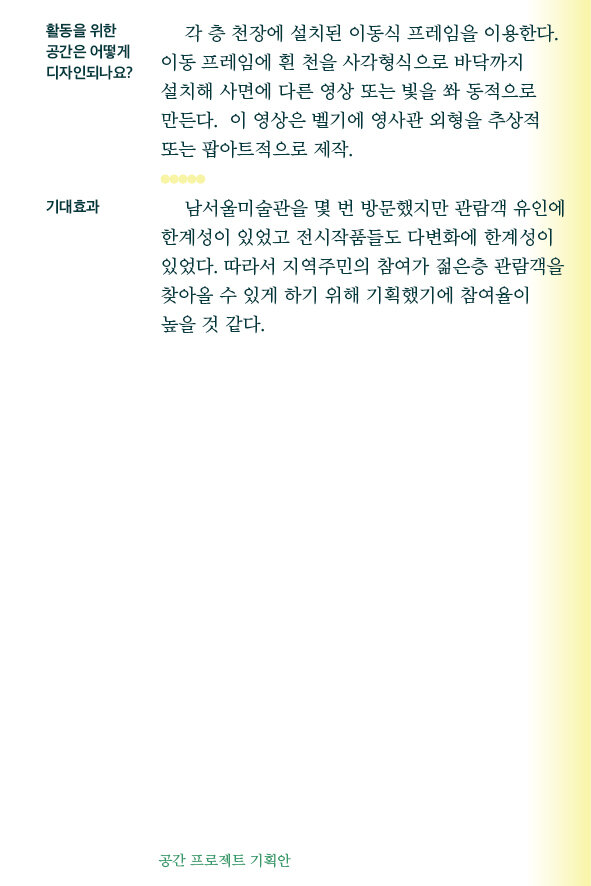 활동을 위한
공간은 어떻게
디자인되나요?
각 층 천장에 설치된 이동식 프레임을 이용한다.
이동 프레임에 흰 천을 사각형식으로 바닥까지
설치해 사면에 다른 영상 또는 빛을 쏴 동적으로
만든다. 이 영상은 벨기에 영사관 외형을 추상적
또는 팝아트적으로 제작.
기대효과
남서울미술관을 몇 번 방문했지만 관람객 유인에
한계성이 있었고 전시작품들도 다변화에 한계성이
있었다. 따라서 지역주민의 참여가 젊은층 관람객을
찾아올 수 있게 하기 위해 기획했기에 참여율이
높을 것 같다.
공간 프로젝트 기획안